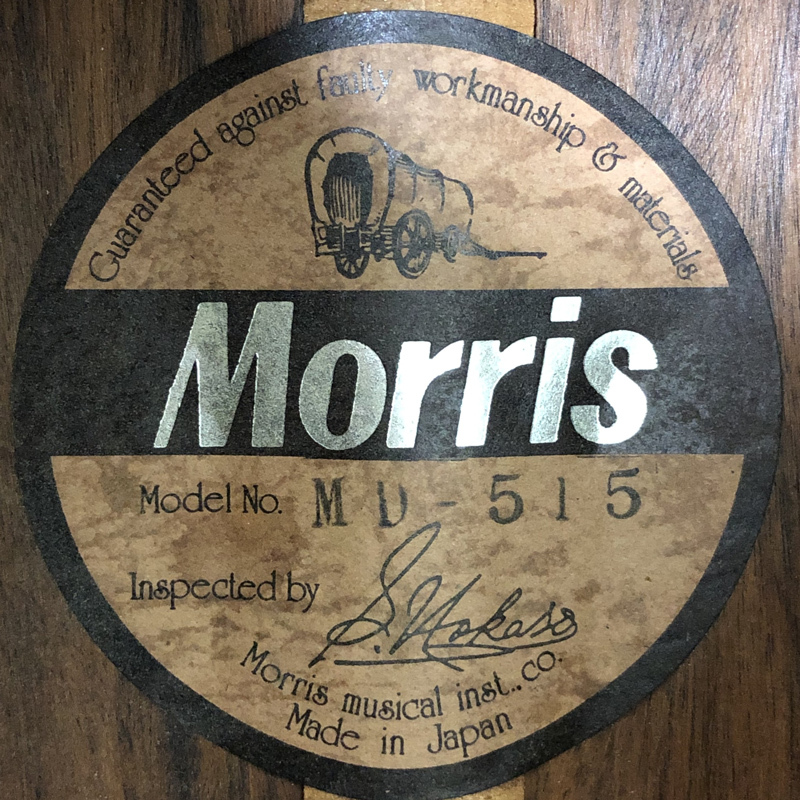 Guaranteed against faulty workmanship & materials.
Morris
Model No. MD-515
Inspected by
Morris musical inst., co.
Made in Japan